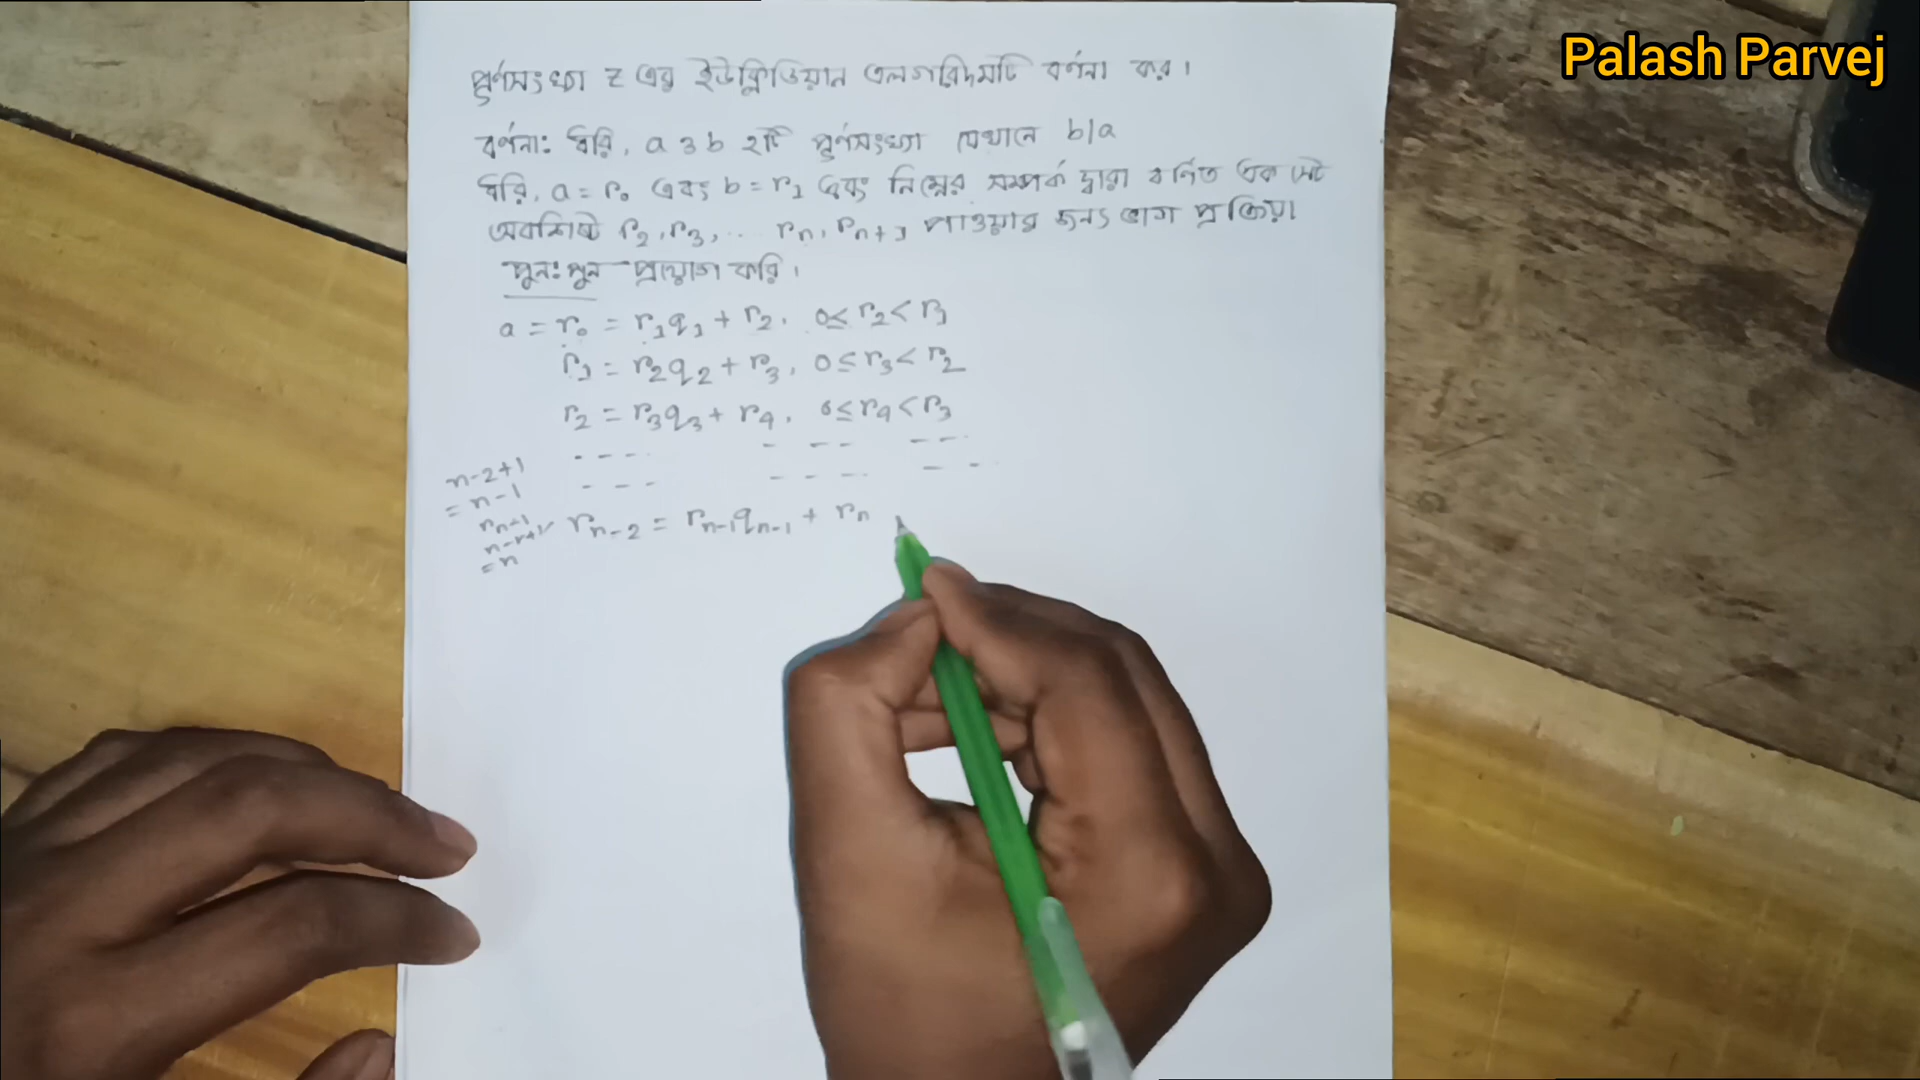 Palash Parvej
পূর্ণসংখ্যা Z এর ইউক্লিডিয়ান এলগরিদমটি বর্ণনা কর।
বর্ণনাঃ ধরি, a ও b ২টি পূর্ণসংখ্যা যেখানে b|a
ধরি, a = r₀ এবং b = r₁ এবং নিম্নের সম্পর্ক দ্বারা বর্ণিত এক সেট
অবশিষ্ট r₂, r₃, ... rₙ, rₙ₊₁ পাওয়ার জন্য ভাগ প্রক্রিয়া
পুনঃপুন প্রয়োগ করি।
a = r₀ = r₁q₁ + r₂, 0 ≤ r₂ < r₁
r₁ = r₂q₂ + r₃, 0 ≤ r₃ < r₂
r₂ = r₃q₃ + r₄, 0 ≤ r₄ < r₃
n-2+1
= n-1
rₙ₋₂ = rₙ₋₁qₙ₋₁ + rₙ
= n